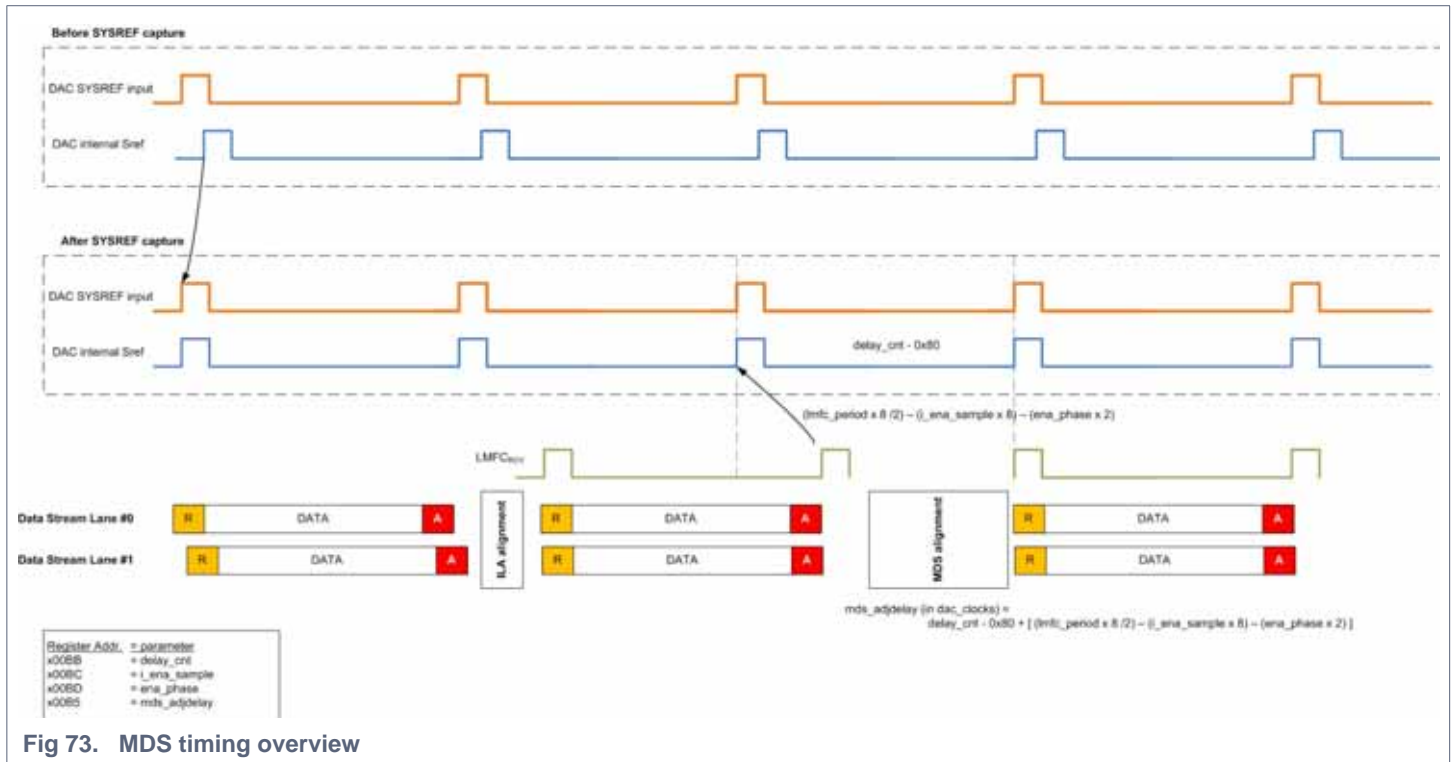 Before SYSREF capture
DAC SYSREF input
DAC internal Sref
After SYSREF capture
DAC SYSREF input
DAC internal Sref
delay_cnt - 0x80
(lmfc_period x 8 /2) – (i_ena_sample x 8) – (ena_phase x 2)
Data Stream Lane #0
R DATA A
R DATA A
R DATA A
Data Stream Lane #1
R DATA A
R DATA A
R DATA A
ILA alignment
MDS alignment
mds_adjdelay (in dac_clocks) =
delay_cnt - 0x80 + [ (lmfc_period x 8 /2) – (i_ena_sample x 8) – (ena_phase x 2) ]
Register Addr. = parameter
x00BB = delay_cnt
x00BC = i_ena_sample
x00BD = ena_phase
x00B5 = mds_adjdelay
Fig 73. MDS timing overview